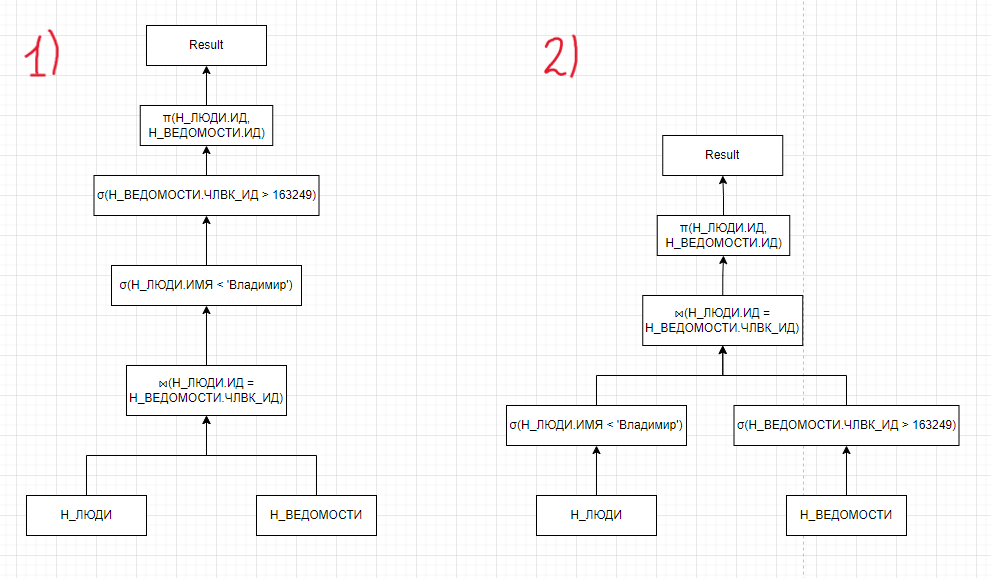 1)
Result
π(Н_ЛЮДИ.ИД,
Н_ВЕДОМОСТИ.ИД)
σ(Н_ВЕДОМОСТИ.ЧЛВК_ИД > 163249)
σ(Н_ЛЮДИ.ИМЯ < 'Владимир')
⋈(Н_ЛЮДИ.ИД =
Н_ВЕДОМОСТИ.ЧЛВК_ИД)
Н_ЛЮДИ
Н_ВЕДОМОСТИ
2)
Result
π(Н_ЛЮДИ.ИД,
Н_ВЕДОМОСТИ.ИД)
⋈(Н_ЛЮДИ.ИД =
Н_ВЕДОМОСТИ.ЧЛВК_ИД)
σ(Н_ЛЮДИ.ИМЯ < 'Владимир')
σ(Н_ВЕДОМОСТИ.ЧЛВК_ИД > 163249)
Н_ЛЮДИ
Н_ВЕДОМОСТИ